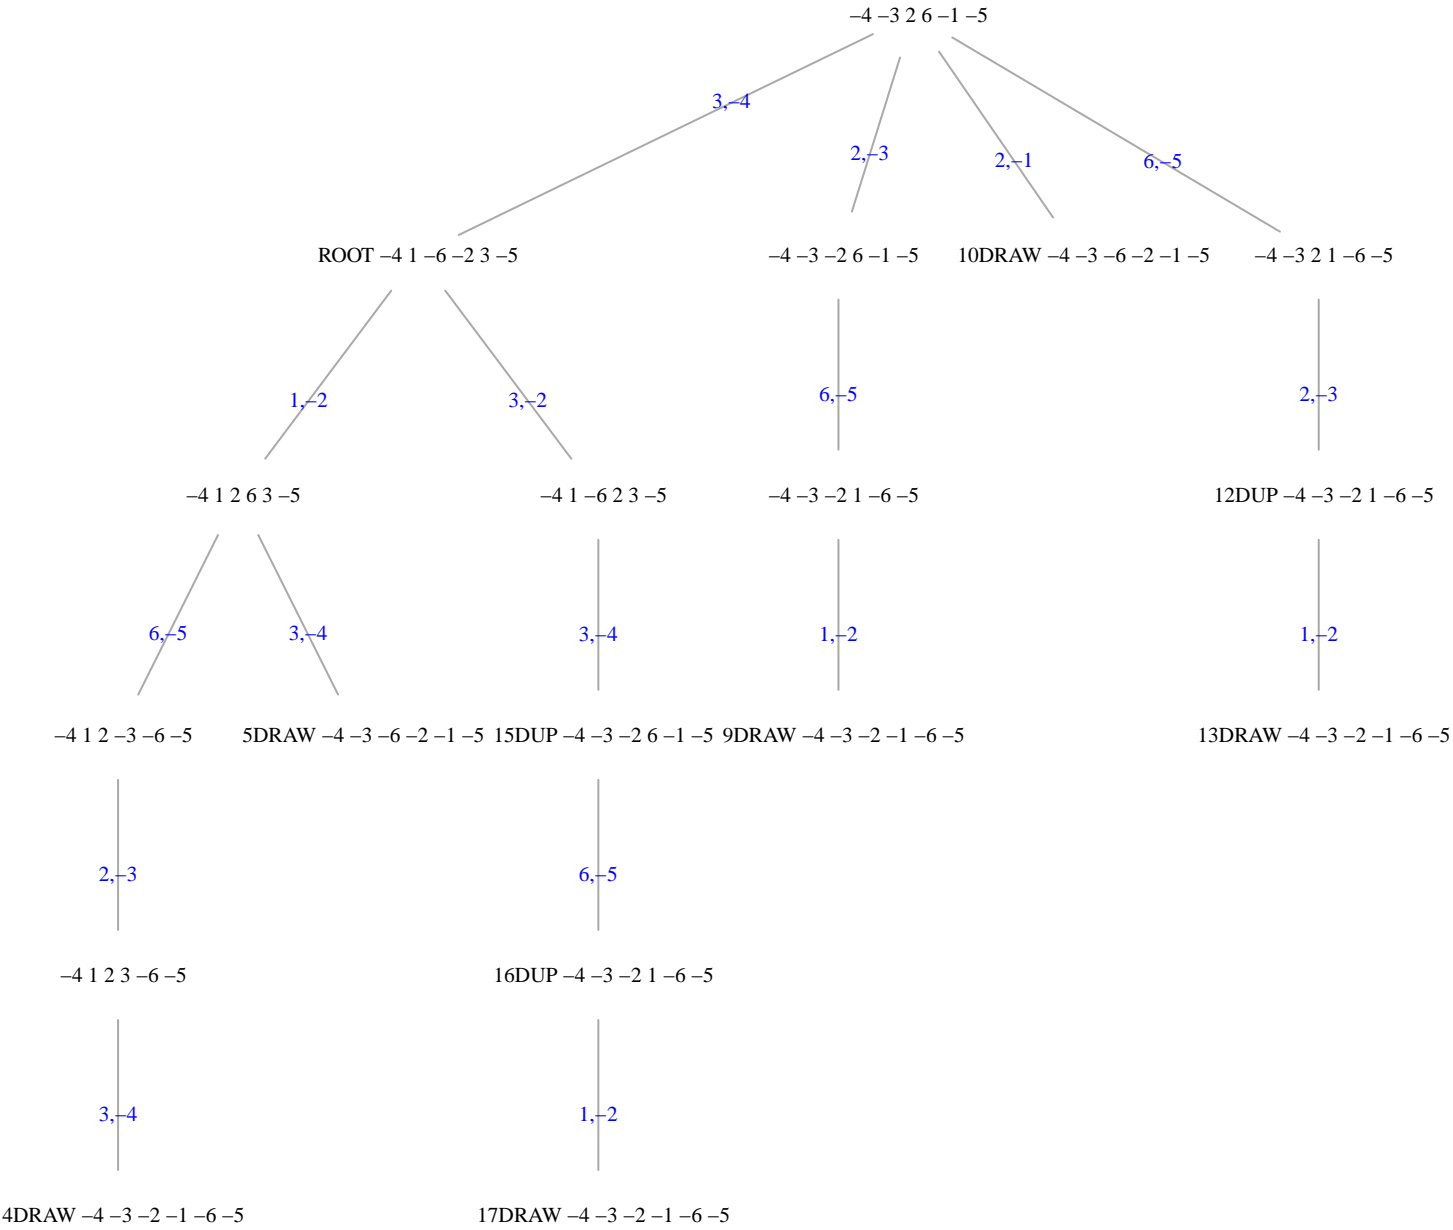 –4 –3 2 6 –1 –5
3,–4
2,–3
2,–1
6,–5
ROOT –4 1 –6 –2 3 –5
–4 –3 –2 6 –1 –5
10DRAW –4 –3 –6 –2 –1 –5
–4 –3 2 1 –6 –5
1,–2
3,–2
6,–5
2,–3
–4 1 2 6 3 –5
–4 1 –6 2 3 –5
–4 –3 –2 1 –6 –5
12DUP –4 –3 –2 1 –6 –5
6,–5
3,–4
3,–4
1,–2
1,–2
–4 1 2 –3 –6 –5
5DRAW –4 –3 –6 –2 –1 –5
15DUP –4 –3 –2 6 –1 –5
9DRAW –4 –3 –2 –1 –6 –5
13DRAW –4 –3 –2 –1 –6 –5
2,–3
6,–5
–4 1 2 3 –6 –5
16DUP –4 –3 –2 1 –6 –5
3,–4
1,–2
4DRAW –4 –3 –2 –1 –6 –5
17DRAW –4 –3 –2 –1 –6 –5